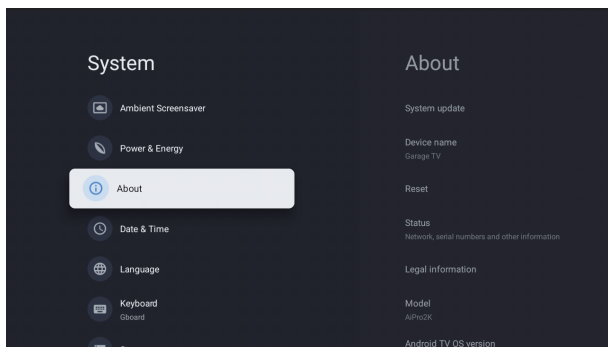 System
Ambient Screensaver
Power & Energy
About
Date & Time
Language
Keyboard
Gboard
About
System update
Device name
Garage TV
Reset
Status
Network, serial numbers and other information
Legal information
Model
AiPro2K
Android TV OS version